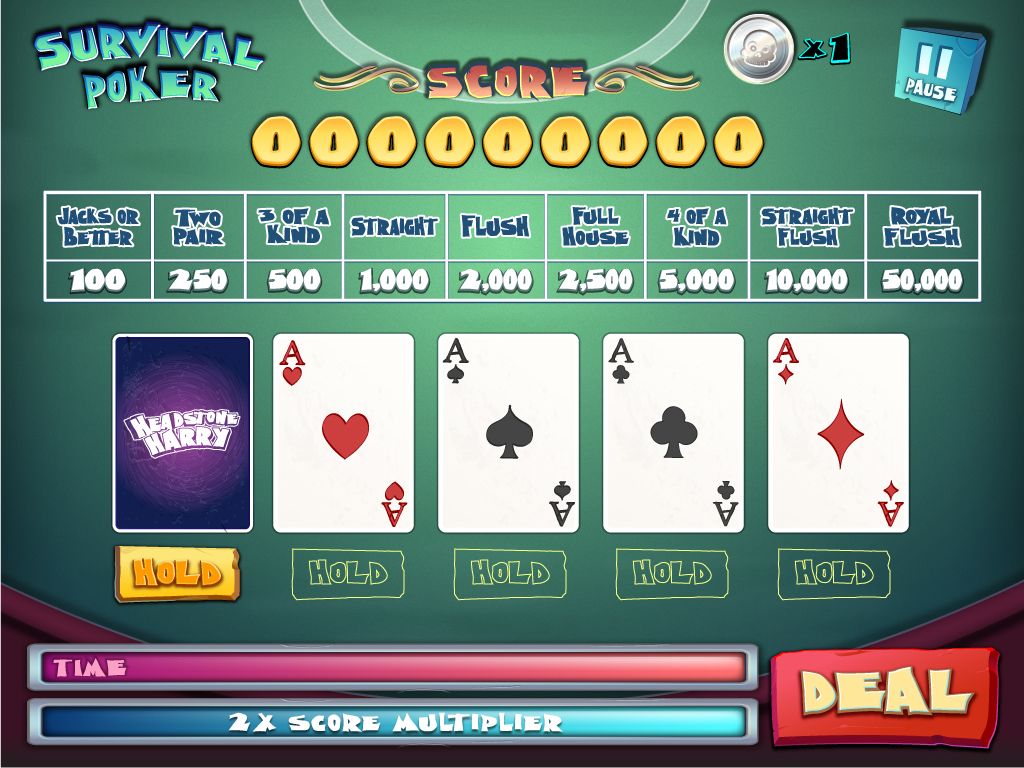 SURVIVAL
POKER
SCORE
x1
PAUSE
000000000
JACKS OR
BETTER
TWO
PAIR
3 OF A
KIND
STRAIGHT
FLUSH
FULL
HOUSE
4 OF A
KIND
STRAIGHT
FLUSH
ROYAL
FLUSH
100
250
500
1,000
2,000
2,500
5,000
10,000
50,000
HEADSTONE
HARRY
A
A
A
A
A
A
A
A
HOLD
HOLD
HOLD
HOLD
HOLD
TIME
2X SCORE MULTIPLIER
DEAL